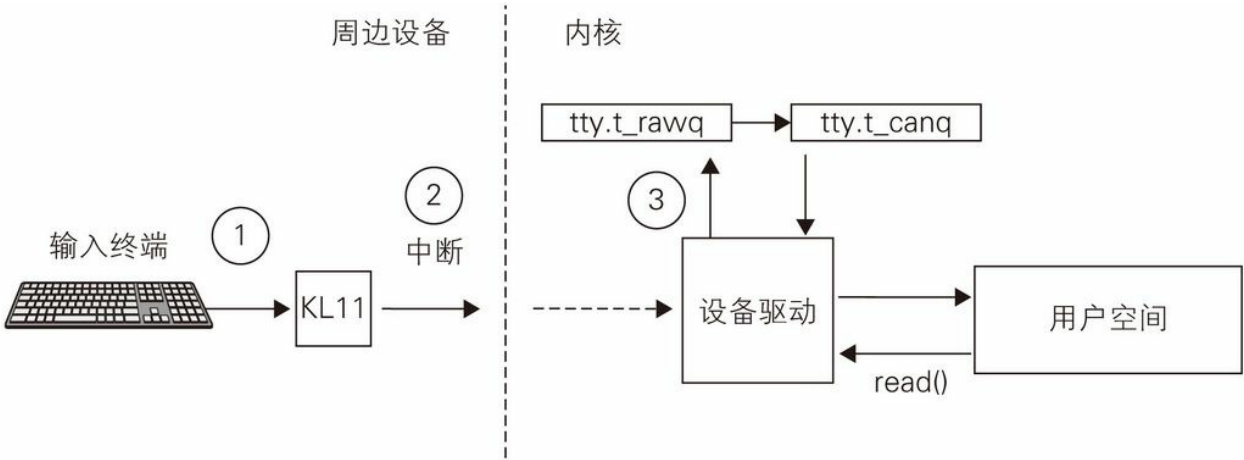 周边设备
内核
tty.t_rawq
tty.t_canq
2
3
1
输入终端
中断
KL11
设备驱动
用户空间
read()